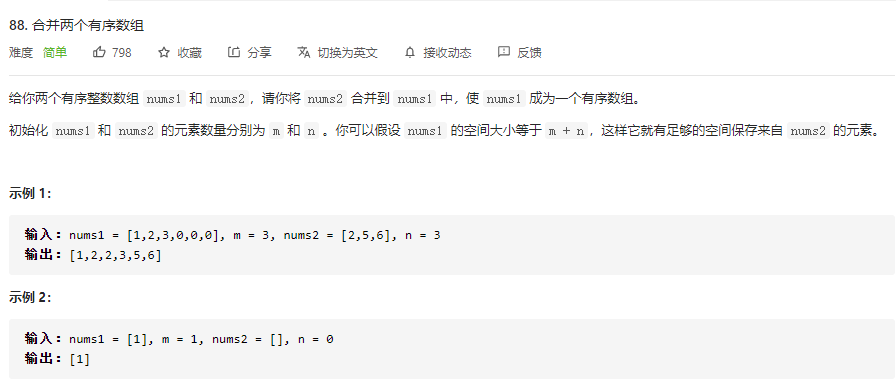 88. 合并两个有序数组
难度 简单 798 收藏 分享 切换为英文 接收动态 反馈
给你两个有序整数数组 nums1 和 nums2，请你将 nums2 合并到 nums1 中，使 nums1 成为一个有序数组。
初始化 nums1 和 nums2 的元素数量分别为 m 和 n 。你可以假设 nums1 的空间大小等于 m + n，这样它就有足够的空间保存来自 nums2 的元素。
示例 1：
输入：nums1 = [1,2,3,0,0,0], m = 3, nums2 = [2,5,6], n = 3
输出：[1,2,2,3,5,6]
示例 2：
输入：nums1 = [1], m = 1, nums2 = [], n = 0
输出：[1]